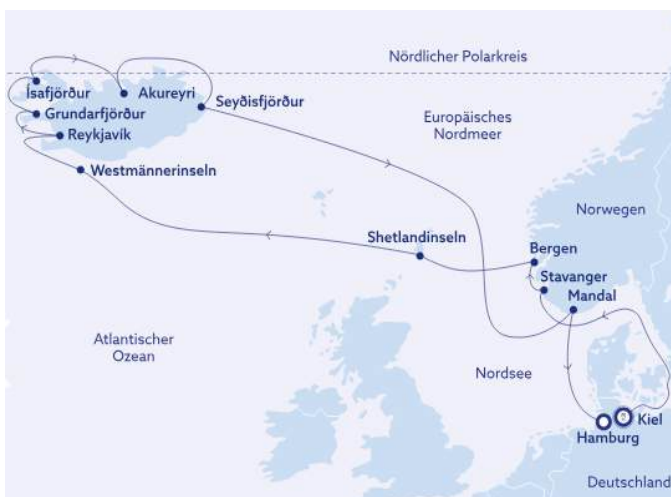 Nördlicher Polarkreis
Ísafjörður
Akureyri
Seyðisfjörður
Grundarfjörður
Reykjavík
Europäisches
Nordmeer
Westmännerinseln
Norwegen
Shetlandinseln
Bergen
Stavanger
Mandal
Atlantischer
Ozean
Nordsee
Kiel
Hamburg
Deutschland